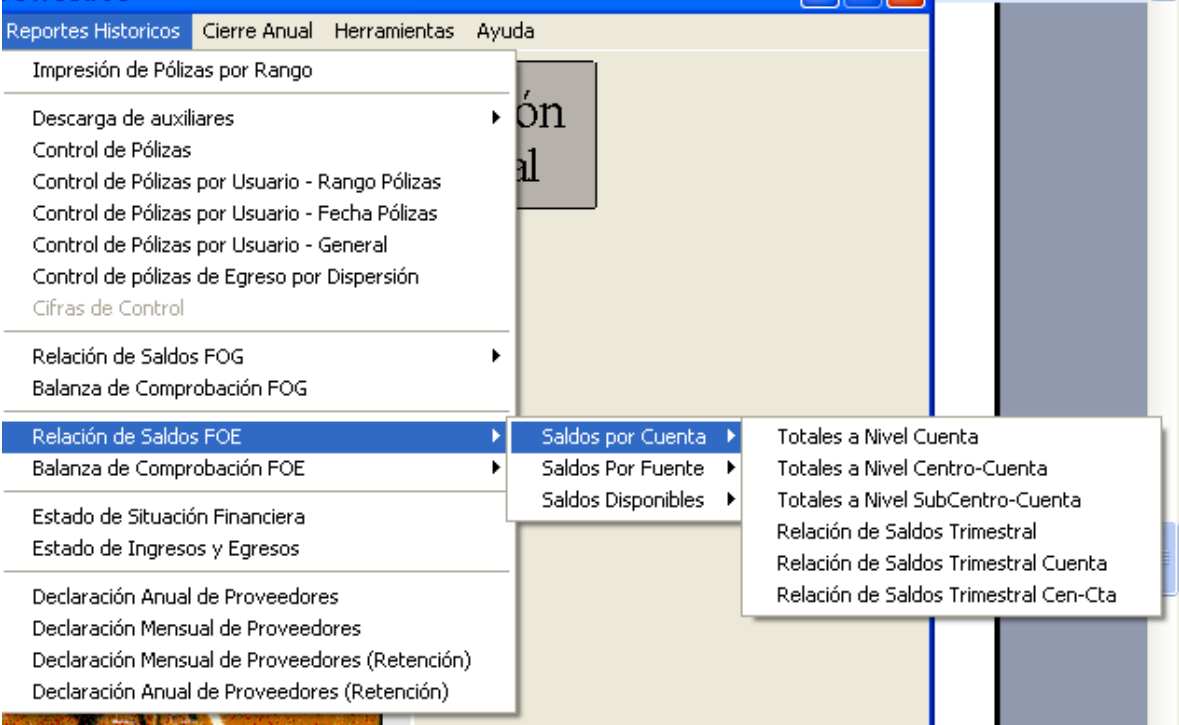 Reportes Historicos Cierre Anual Herramientas Ayuda
Impresión de Pólizas por Rango
ón
al
Descarga de auxiliares
Control de Pólizas
Control de Pólizas por Usuario - Rango Pólizas
Control de Pólizas por Usuario - Fecha Pólizas
Control de Pólizas por Usuario - General
Control de pólizas de Egreso por Dispersión
Cifras de Control
Relación de Saldos FOG
Balanza de Comprobación FOG
Relación de Saldos FOE
Balanza de Comprobación FOE
Estado de Situación Financiera
Estado de Ingresos y Egresos
Declaración Anual de Proveedores
Declaración Mensual de Proveedores
Declaración Mensual de Proveedores (Retención)
Declaración Anual de Proveedores (Retención)
Saldos por Cuenta
Saldos Por Fuente
Saldos Disponibles
Totales a Nivel Cuenta
Totales a Nivel Centro-Cuenta
Totales a Nivel SubCentro-Cuenta
Relación de Saldos Trimestral
Relación de Saldos Trimestral Cuenta
Relación de Saldos Trimestral Cen-Cta